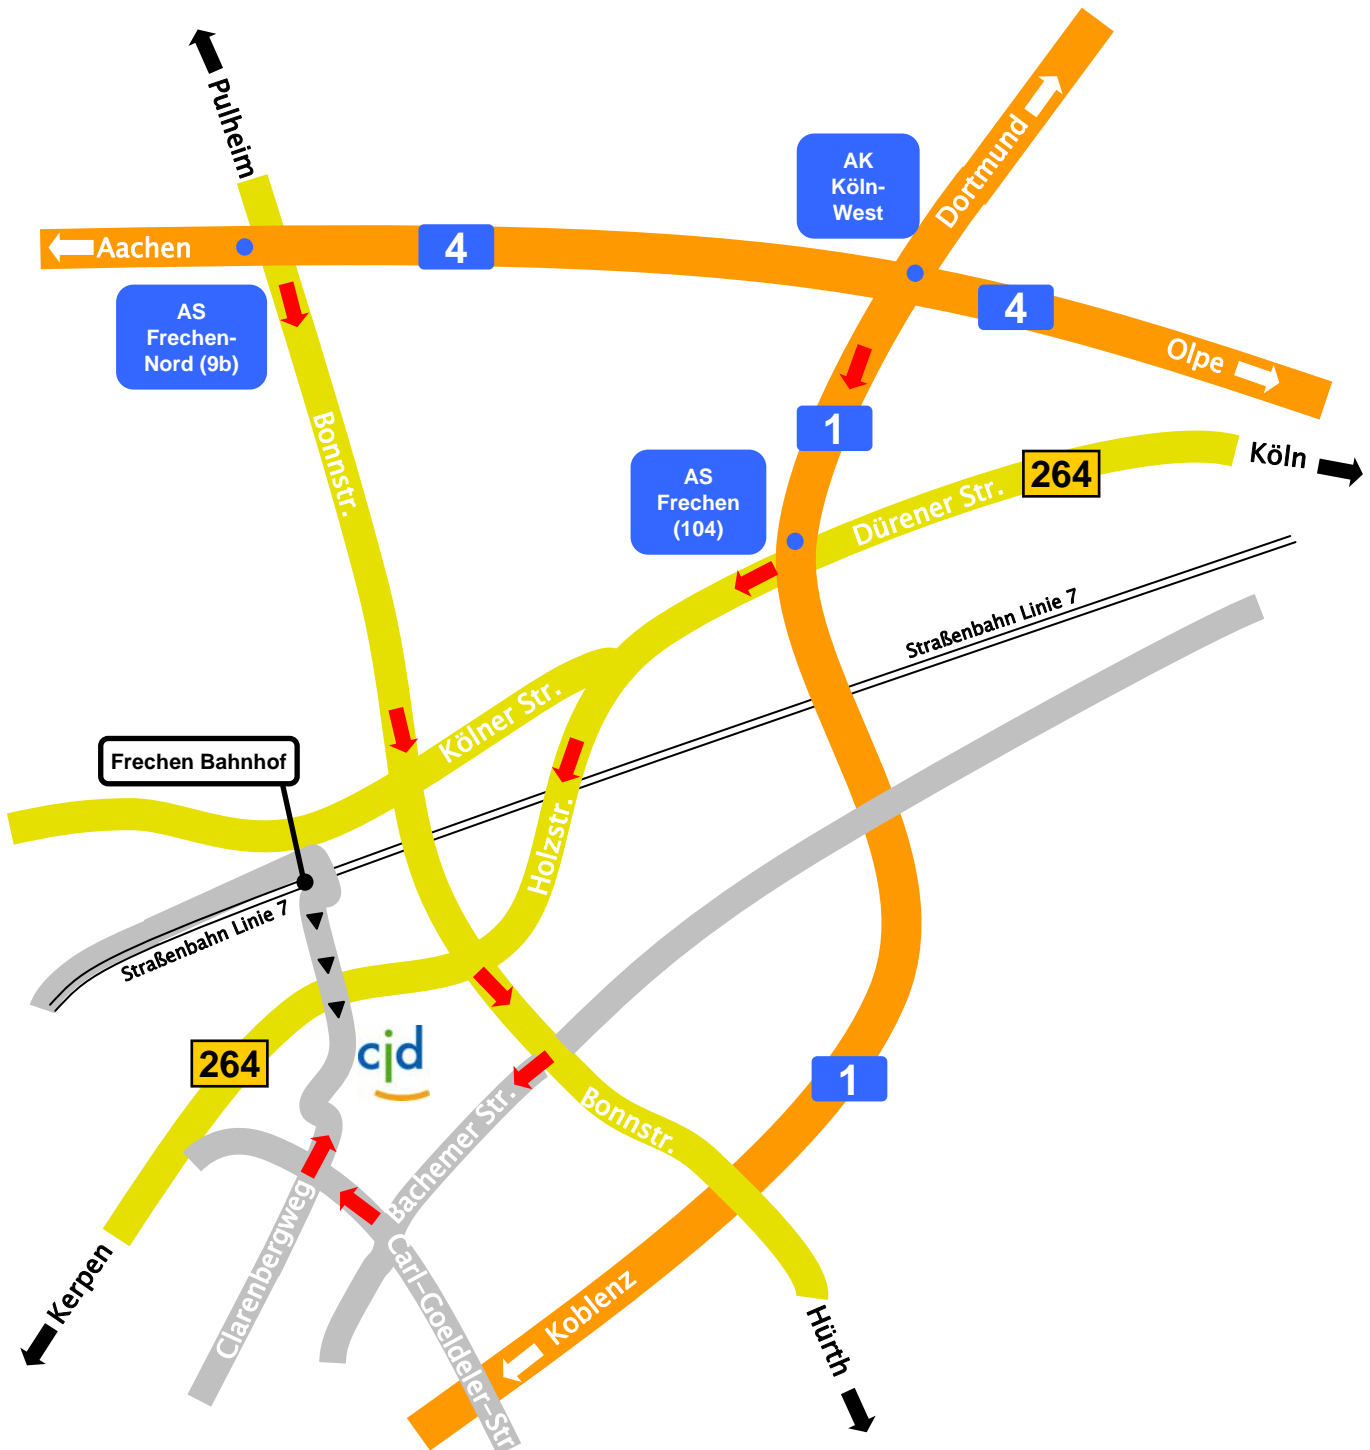 Pulheim
Dortmund
AK
Köln-
West
Aachen
4
4
AS
Frechen-
Nord (9b)
Olpe
Bonnstr.
1
Köln
264
AS
Frechen
(104)
Dürener Str.
Straßenbahn Linie 7
Kölner Str.
Frechen Bahnhof
Holzstr.
Straßenbahn Linie 7
cjd
264
1
Bonnstr.
Bachemer Str.
Clarenbergweg
Carl-Goeldeler-Str
Kerpen
Koblenz
Hürth